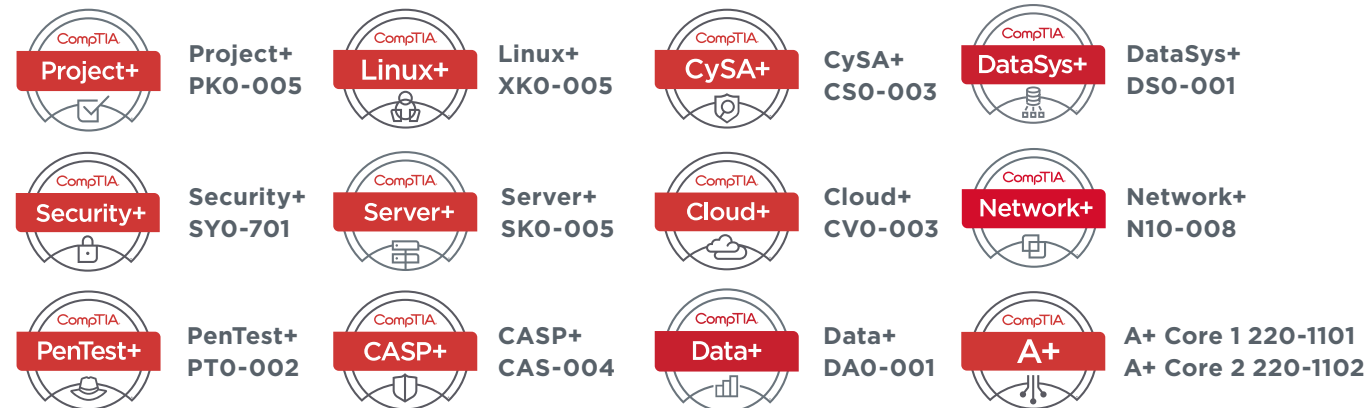 CompTIA.
Project+
Project+
PK0-005
CompTIA.
Linux+
Linux+
XK0-005
CompTIA.
CySA+
CySA+
CS0-003
CompTIA.
DataSys+
DataSys+
DS0-001
CompTIA.
Security+
Security+
SY0-701
CompTIA.
Server+
Server+
SK0-005
CompTIA.
Cloud+
Cloud+
CV0-003
CompTIA.
Network+
Network+
N10-008
CompTIA.
PenTest+
PenTest+
PT0-002
CompTIA.
CASP+
CASP+
CAS-004
CompTIA.
Data+
Data+
DA0-001
CompTIA.
A+
A+ Core 1 220-1101
A+ Core 2 220-1102